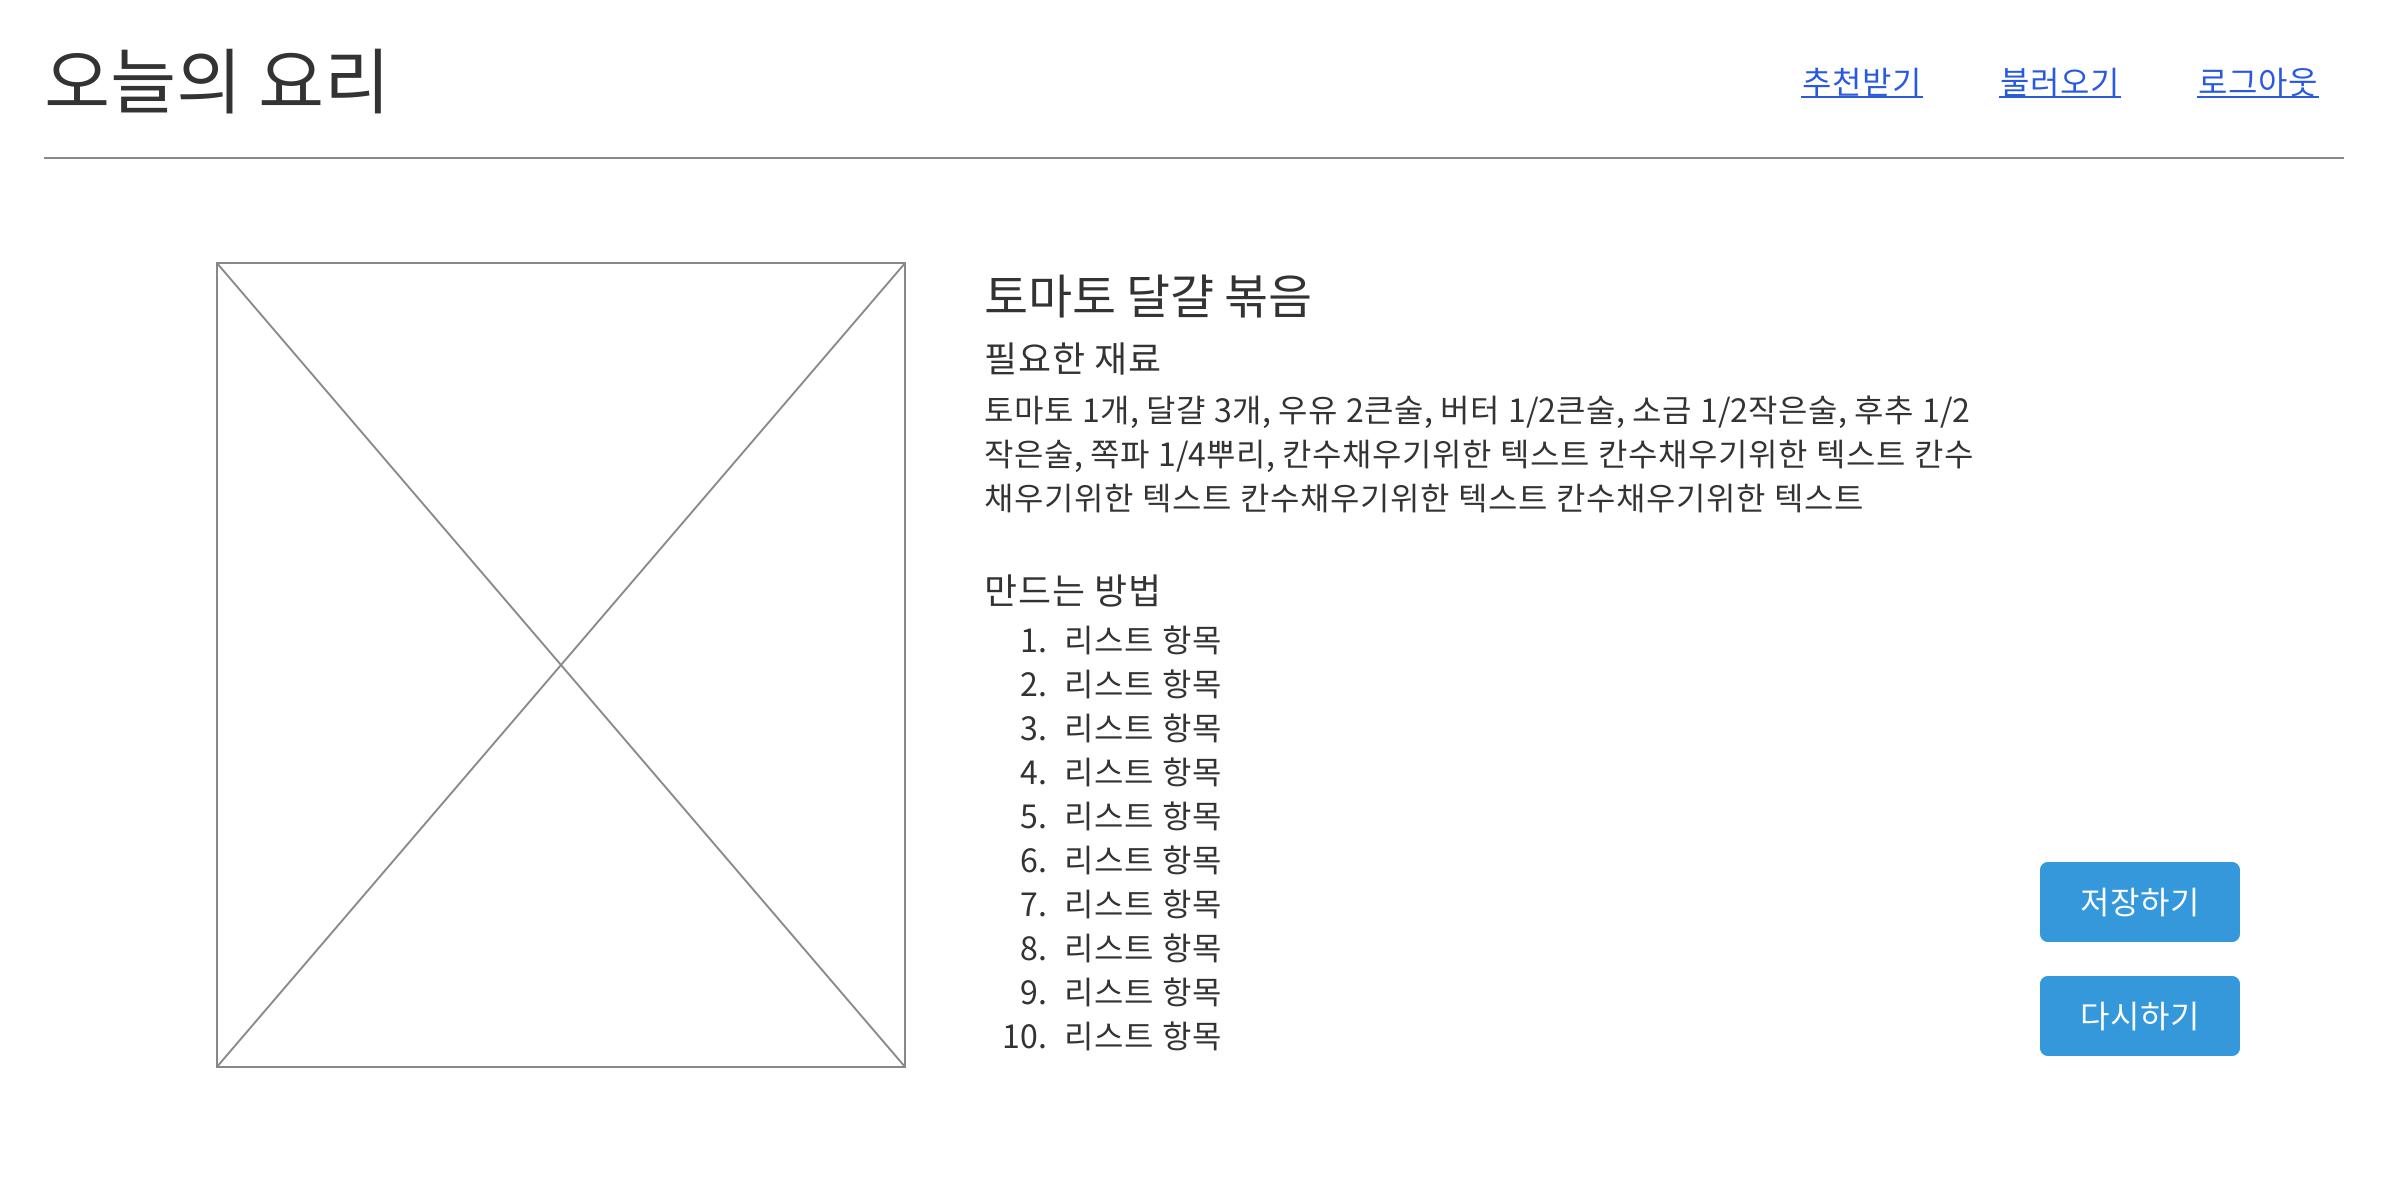 오늘의 요리
추천받기 불러오기 로그아웃
토마토 달걀 볶음
필요한 재료
토마토 1개, 달걀 3개, 우유 2큰술, 버터 1/2큰술, 소금 1/2작은술, 후추 1/2
작은술, 쪽파 1/4뿌리, 칸수채우기위한 텍스트 칸수채우기위한 텍스트 칸수
채우기위한 텍스트 칸수채우기위한 텍스트 칸수채우기위한 텍스트
만드는 방법
1. 리스트 항목
2. 리스트 항목
3. 리스트 항목
4. 리스트 항목
5. 리스트 항목
6. 리스트 항목
7. 리스트 항목
8. 리스트 항목
9. 리스트 항목
10. 리스트 항목
저장하기
다시하기